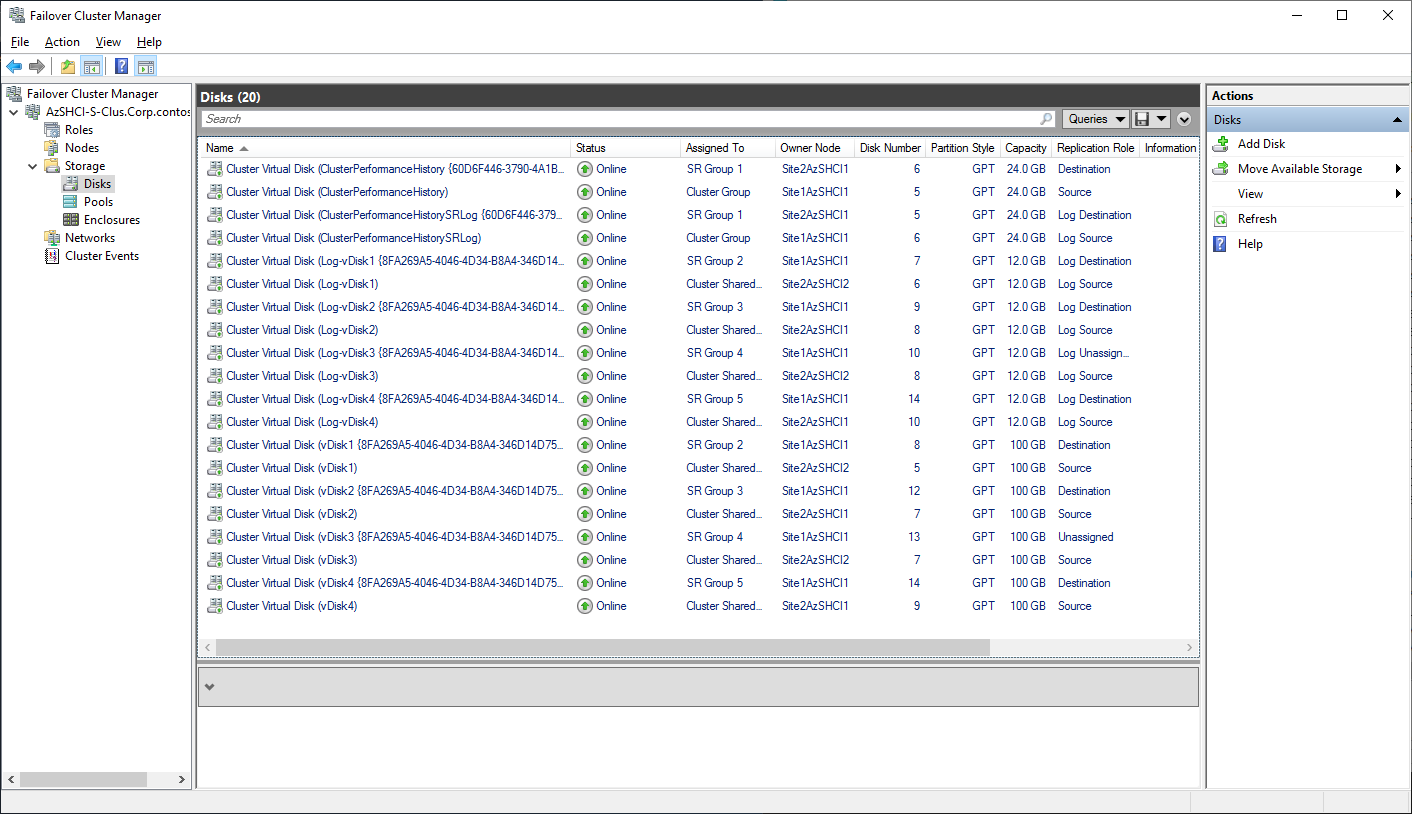 Failover Cluster Manager
File Action View Help
Failover Cluster Manager
AzSHCI-S-Clus.Corp.contos
Roles
Nodes
Storage
Disks
Pools
Enclosures
Networks
Cluster Events
Disks (20)
Search
Queries
Name Status Assigned To Owner Node Disk Number Partition Style Capacity Replication Role Information
Cluster Virtual Disk (ClusterPerformanceHistory {60D6F446-3790-4A1B... Online SR Group 1 Site2AzSHCI1 6 GPT 24.0 GB Destination
Cluster Virtual Disk (ClusterPerformanceHistory) Online Cluster Group Site1AzSHCI1 5 GPT 24.0 GB Source
Cluster Virtual Disk (ClusterPerformanceHistorySRLog {60D6F446-379... Online SR Group 1 Site2AzSHCI1 5 GPT 24.0 GB Log Destination
Cluster Virtual Disk (ClusterPerformanceHistorySRLog) Online Cluster Group Site1AzSHCI1 6 GPT 24.0 GB Log Source
Cluster Virtual Disk (Log-vDisk1 {8FA269A5-4046-4D34-B8A4-346D14... Online SR Group 2 Site1AzSHCI1 7 GPT 12.0 GB Log Destination
Cluster Virtual Disk (Log-vDisk1) Online Cluster Shared... Site2AzSHCI2 6 GPT 12.0 GB Log Source
Cluster Virtual Disk (Log-vDisk2 {8FA269A5-4046-4D34-B8A4-346D14... Online SR Group 3 Site1AzSHCI1 9 GPT 12.0 GB Log Destination
Cluster Virtual Disk (Log-vDisk2) Online Cluster Shared... Site2AzSHCI1 8 GPT 12.0 GB Log Source
Cluster Virtual Disk (Log-vDisk3 {8FA269A5-4046-4D34-B8A4-346D14... Online SR Group 4 Site1AzSHCI1 10 GPT 12.0 GB Log Unassign...
Cluster Virtual Disk (Log-vDisk3) Online Cluster Shared... Site2AzSHCI2 8 GPT 12.0 GB Log Source
Cluster Virtual Disk (Log-vDisk4 {8FA269A5-4046-4D34-B8A4-346D14... Online SR Group 5 Site1AzSHCI1 14 GPT 12.0 GB Log Destination
Cluster Virtual Disk (Log-vDisk4) Online Cluster Shared... Site2AzSHCI1 10 GPT 12.0 GB Log Source
Cluster Virtual Disk (vDisk1 {8FA269A5-4046-4D34-B8A4-346D14D75... Online SR Group 2 Site1AzSHCI1 8 GPT 100 GB Destination
Cluster Virtual Disk (vDisk1) Online Cluster Shared... Site2AzSHCI2 5 GPT 100 GB Source
Cluster Virtual Disk (vDisk2 {8FA269A5-4046-4D34-B8A4-346D14D75... Online SR Group 3 Site1AzSHCI1 12 GPT 100 GB Destination
Cluster Virtual Disk (vDisk2) Online Cluster Shared... Site2AzSHCI1 7 GPT 100 GB Source
Cluster Virtual Disk (vDisk3 {8FA269A5-4046-4D34-B8A4-346D14D75... Online SR Group 4 Site1AzSHCI1 13 GPT 100 GB Unassigned
Cluster Virtual Disk (vDisk3) Online Cluster Shared... Site2AzSHCI2 7 GPT 100 GB Source
Cluster Virtual Disk (vDisk4 {8FA269A5-4046-4D34-B8A4-346D14D75... Online SR Group 5 Site1AzSHCI1 14 GPT 100 GB Destination
Cluster Virtual Disk (vDisk4) Online Cluster Shared... Site2AzSHCI1 9 GPT 100 GB Source
Actions
Disks
Add Disk
Move Available Storage
View
Refresh
Help